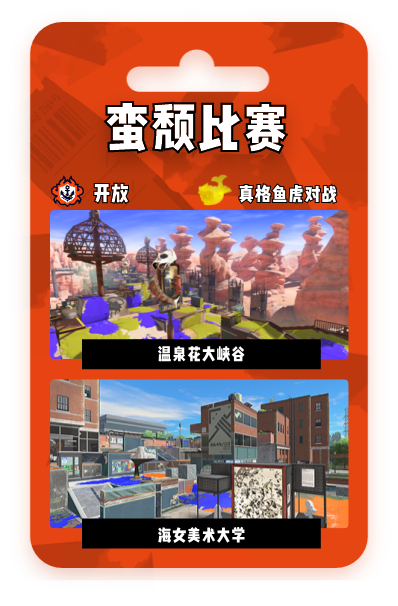 蛮颓比赛
开放
真格鱼虎对战
温泉花大峡谷
海女美术大学